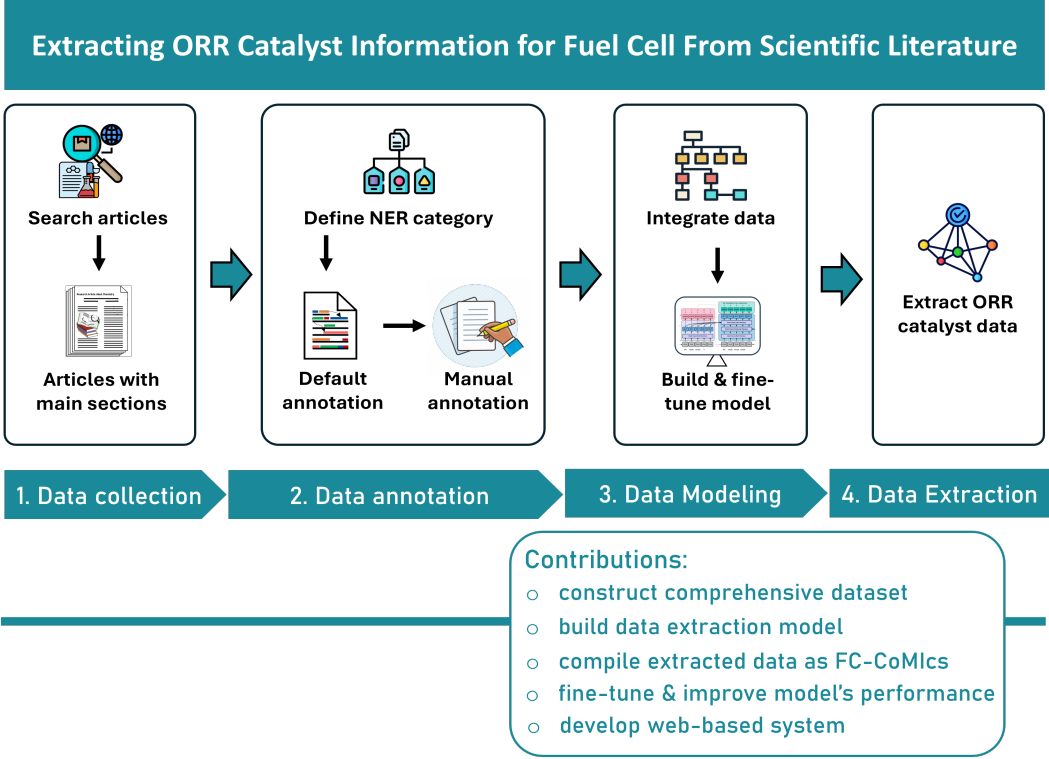 Extracting ORR Catalyst Information for Fuel Cell From Scientific Literature
Search articles
Articles with
main sections
Define NER category
Default
annotation
Manual
annotation
Integrate data
Build & fine-
tune model
Extract ORR
catalyst data
1. Data collection
2. Data annotation
3. Data Modeling
4. Data Extraction
Contributions:
o construct comprehensive dataset
o build data extraction model
o compile extracted data as FC-CoMIcs
o fine-tune & improve model's performance
o develop web-based system